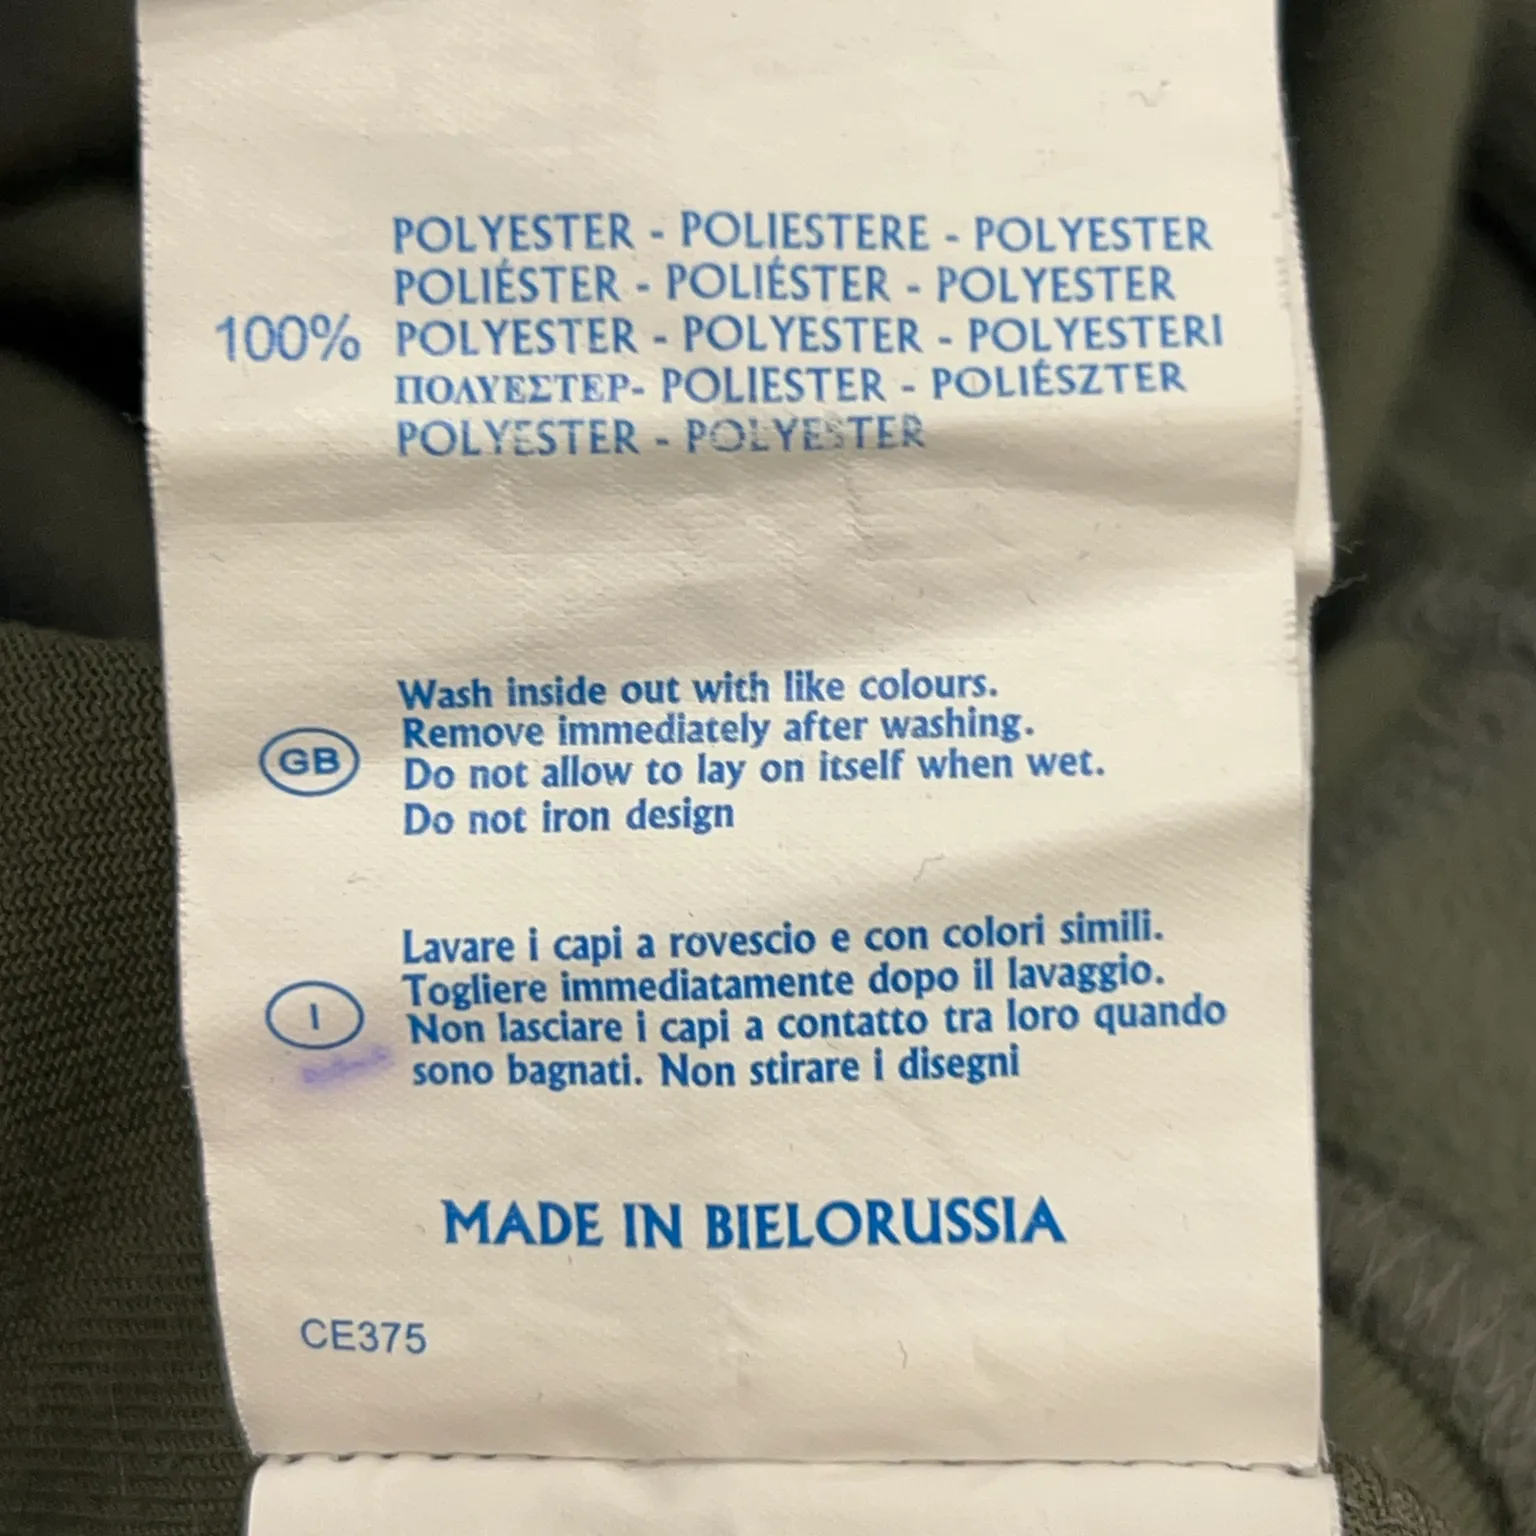 POLYESTER - POLIESTERE - POLYESTER
POLIÉSTER - POLIÉSTER - POLYESTER
100% POLYESTER - POLYESTER - POLYESTERI
ΠΟΛΥΕΣΤΕΡ- POLIESTER - POLIÉSZTER
POLYESTER - POLYESTER
Wash inside out with like colours.
Remove immediately after washing.
GB Do not allow to lay on itself when wet.
Do not iron design
Lavare i capi a rovescio e con colori simili.
Togliere immediatamente dopo il lavaggio.
I Non lasciare i capi a contatto tra loro quando
sono bagnati. Non stirare i disegni
MADE IN BIELORUSSIA
CE375